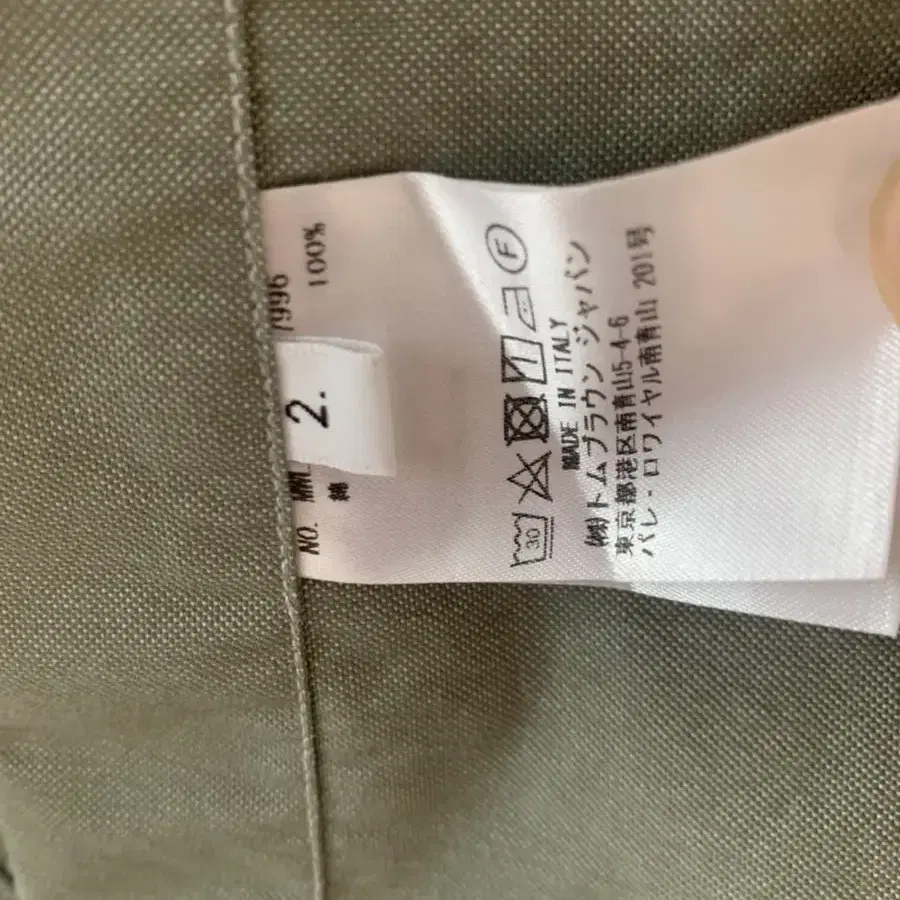 NO. MWL
7996
綿
100%
2.
30
F
MADE IN ITALY
(株)トムブラウン ジャパン
東京都港区南青山5-4-6
パレ・ロワイヤル南青山 201号